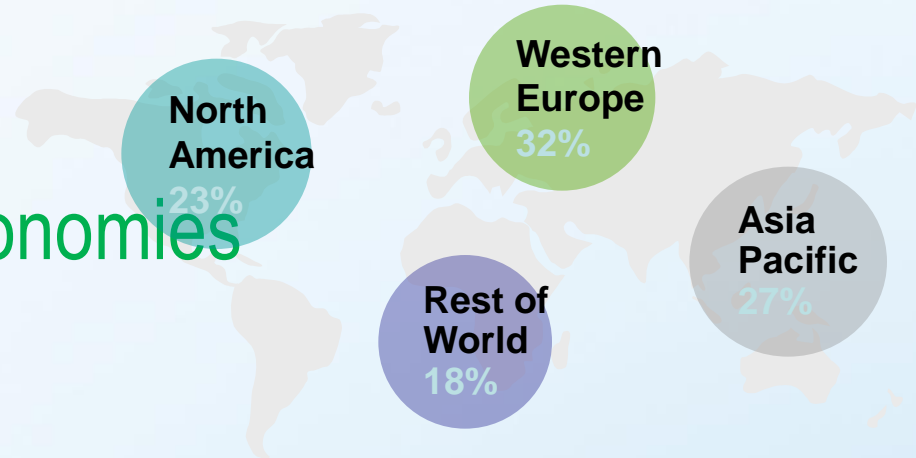 Western
Europe
32%
North
America
23%
onomies
Asia
Pacific
27%
Rest of
World
18%